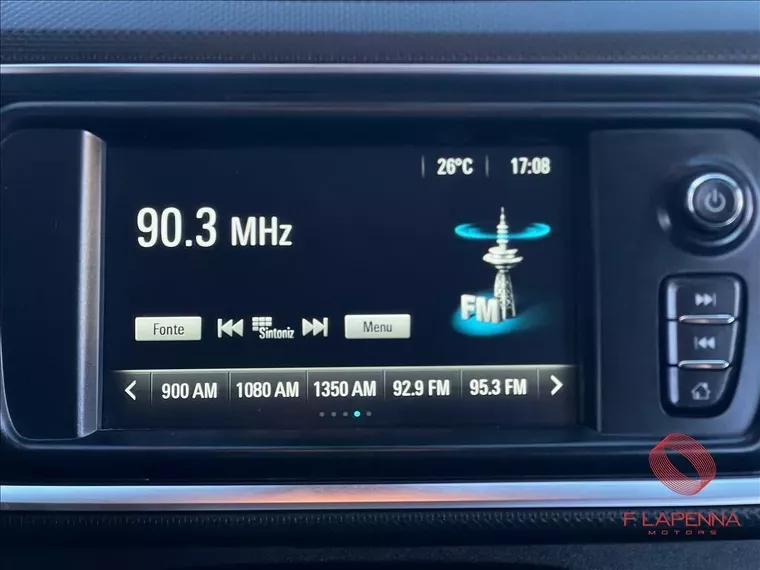 26°C 17:08
90.3 MHz
FM
Fonte Sintoniz Menu
900 AM 1080 AM 1350 AM 92.9 FM 95.3 FM
F. LAPENNA
MOTORS